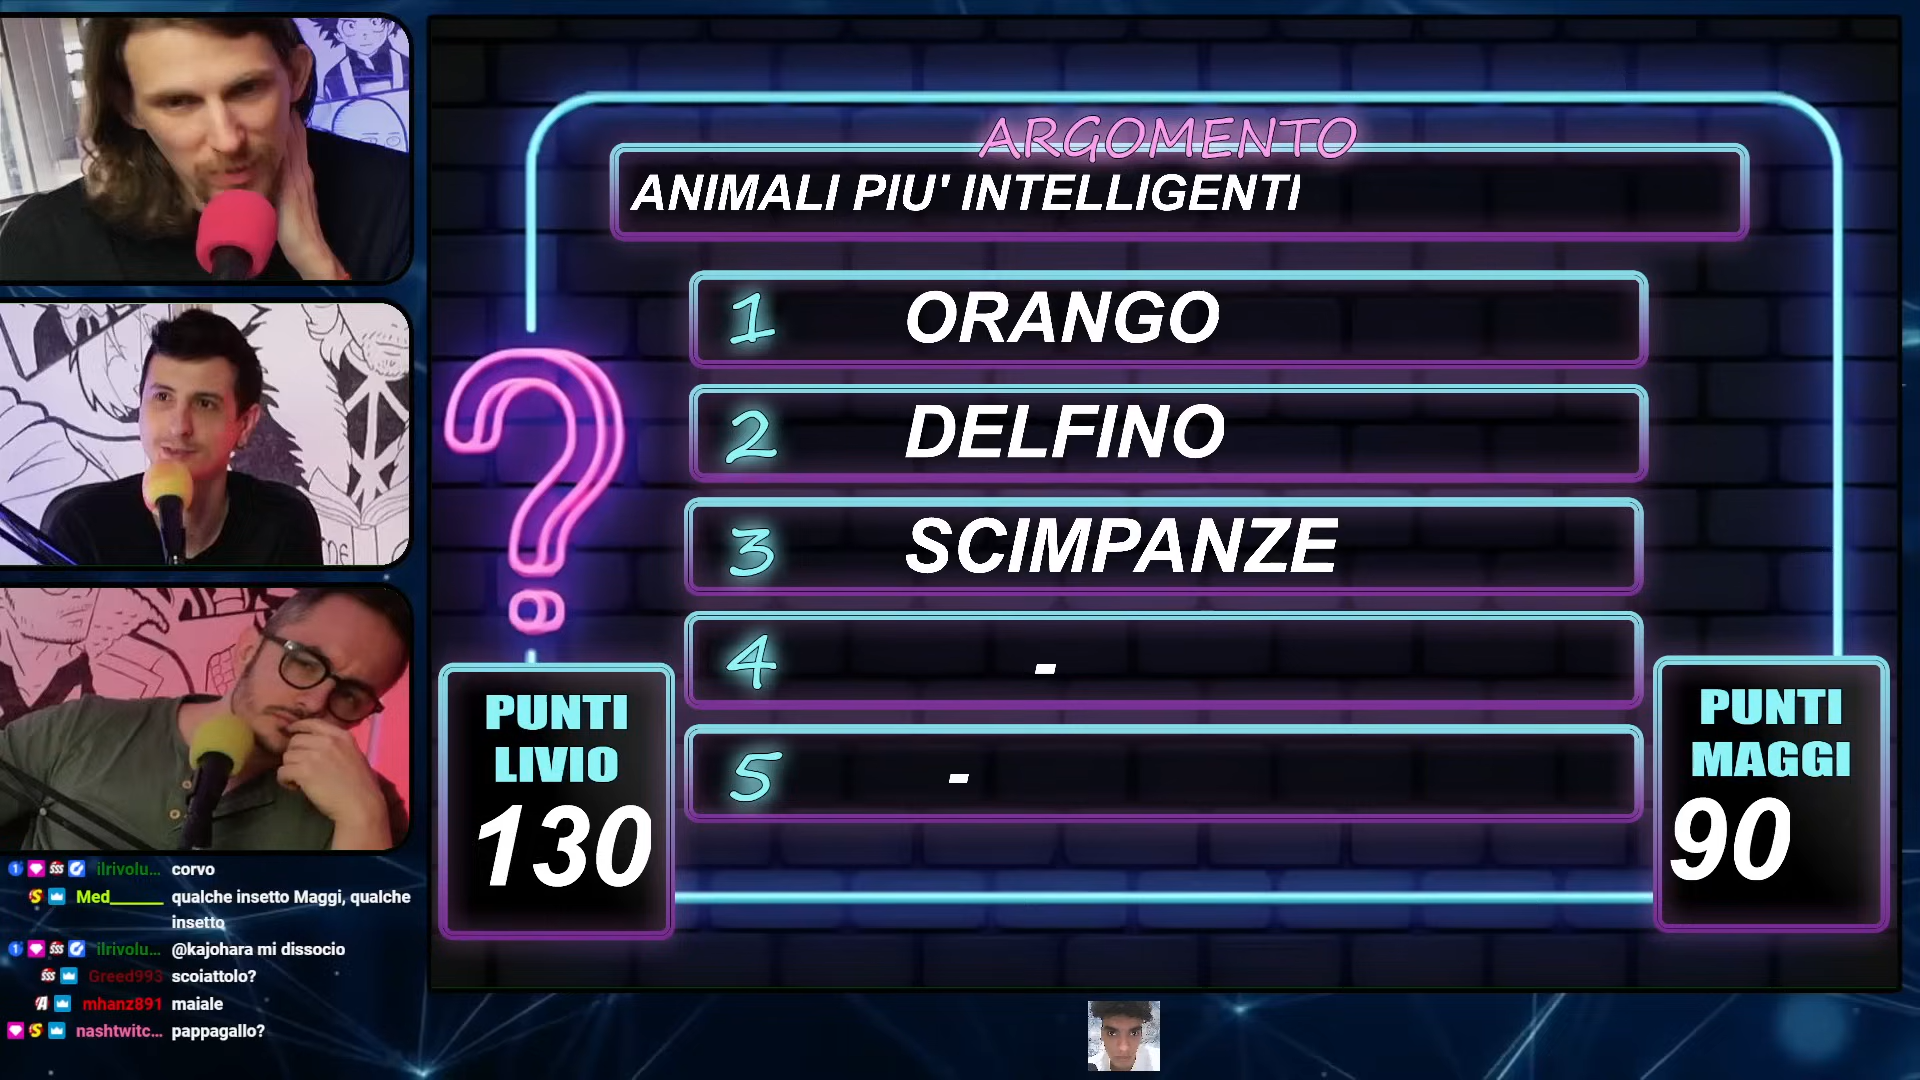 ARGOMENTO
ANIMALI PIU' INTELLIGENTI
1 ORANGO
2 DELFINO
3 SCIMPANZE
4 -
5 -
PUNTI
LIVIO
130
PUNTI
MAGGI
90
ilrivolu... corvo
Med______ qualche insetto Maggi, qualche
insetto
ilrivolu... @kajohara mi dissocio
Greed993 scoiattolo?
mhanz891 maiale
nashtwitc... pappagallo?